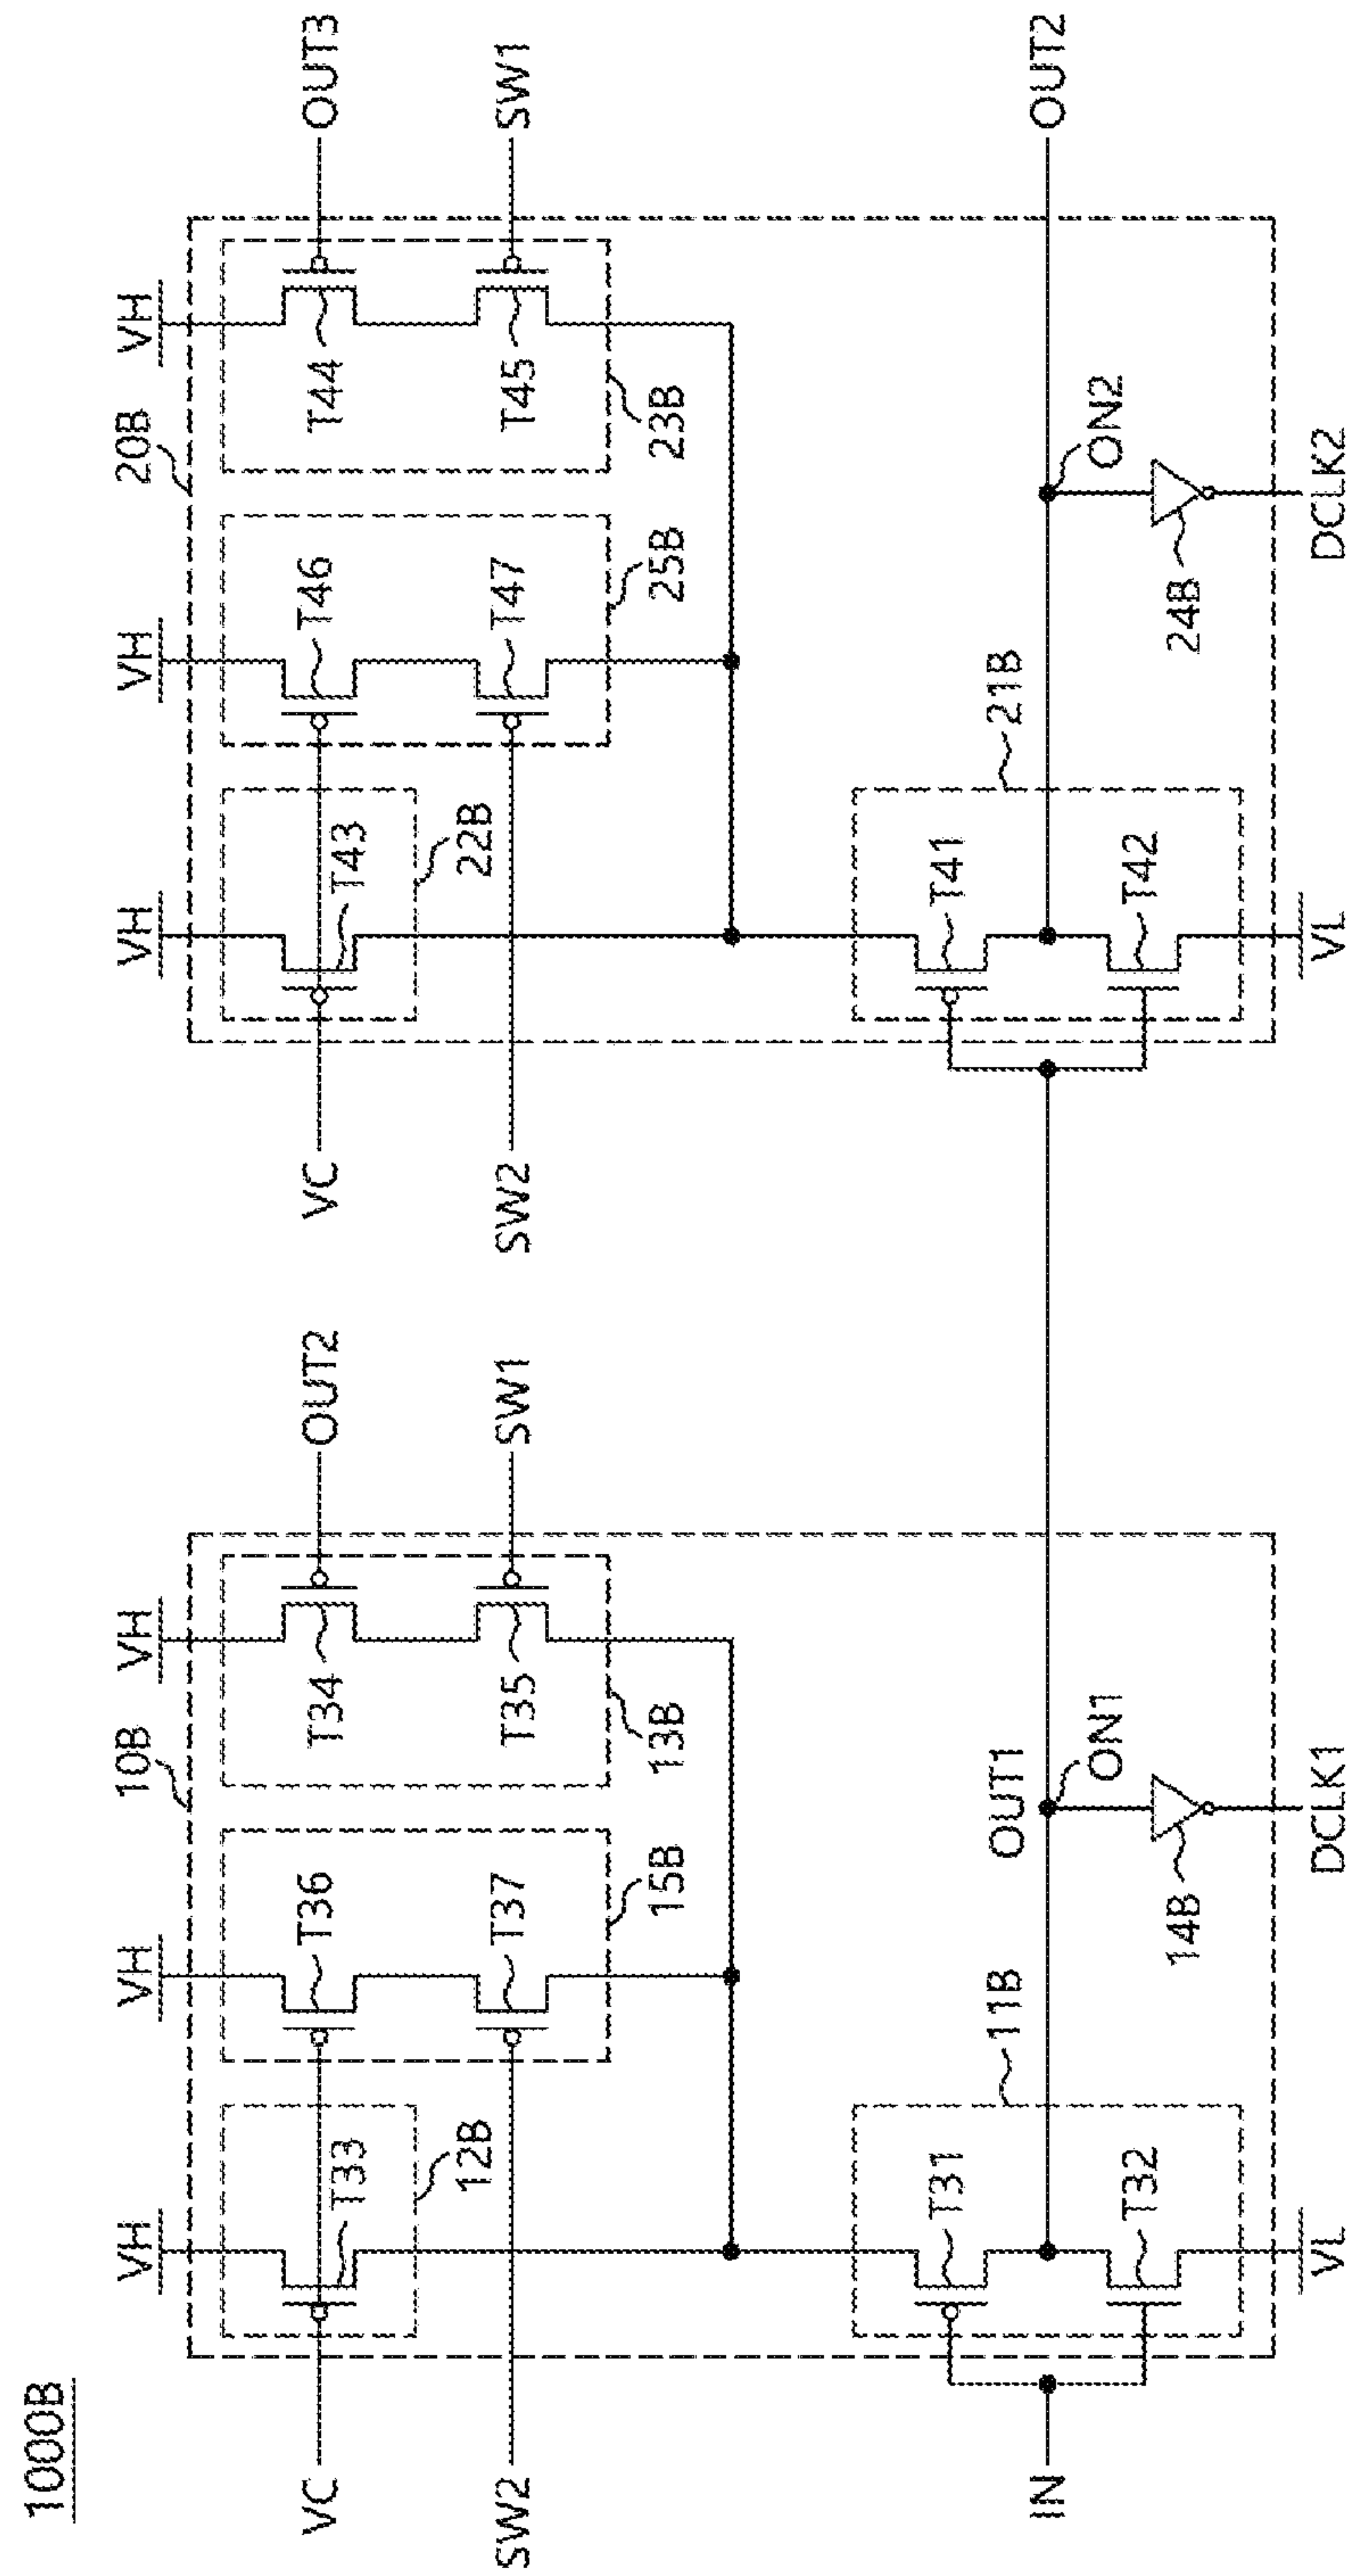 1000B
10B
20B
VH
VH
VH
VH
VH
VH
VC
T33
T36
T34
OUT2
VC
T43
T46
T44
OUT3
12B
22B
SW2
T37
T35
SW1
SW2
T47
T45
SW1
15B
13B
25B
23B
11B
OUT1
21B
T31
T41
IN
OUT2
ON1
ON2
T32
T42
14B
24B
VL
DCLK1
VL
DCLK2